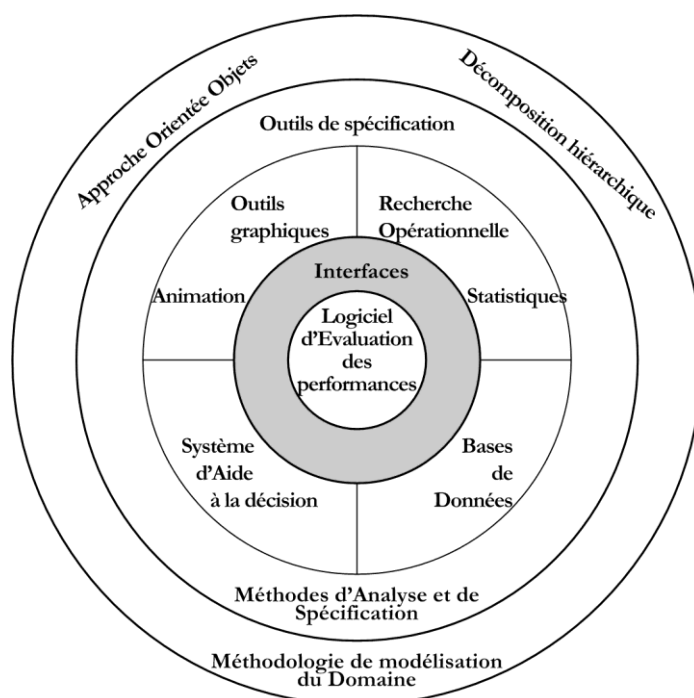 Approche Orientée Objets
Décomposition hiérarchique
Outils de spécification
Outils
graphiques
Recherche
Opérationnelle
Animation
Interfaces
Statistiques
Logiciel
d'Evaluation
des
performances
Système
d'Aide
à la décision
Bases
de
Données
Méthodes d'Analyse et de
Spécification
Méthodologie de modélisation
du Domaine